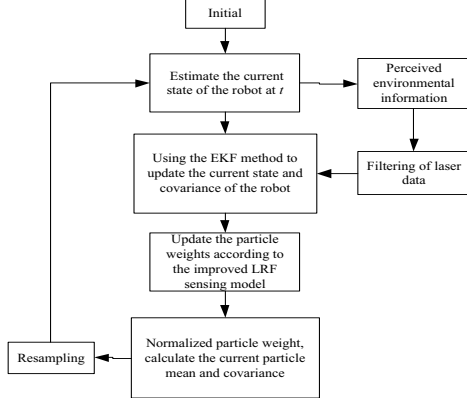 Initial
Estimate the current
state of the robot at t
Perceived
environmental
information
Using the EKF method to
update the current state and
covariance of the robot
Filtering of laser
data
Update the particle
weights according to
the improved LRF
sensing model
Normalized particle weight,
calculate the current particle
mean and covariance
Resampling